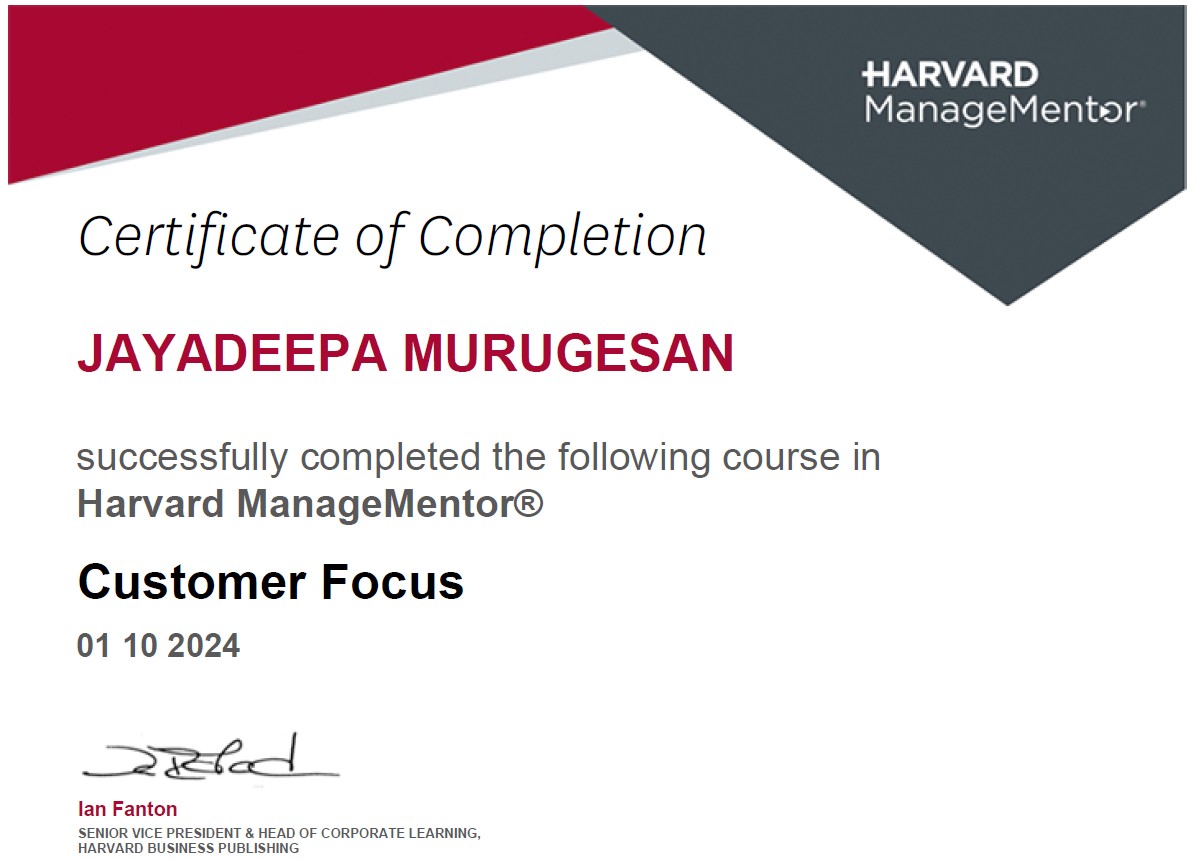 HARVARD
ManageMentor®
Certificate of Completion
JAYADEEPA MURUGESAN
successfully completed the following course in
Harvard ManageMentor®
Customer Focus
01 10 2024
Ian Fanton
SENIOR VICE PRESIDENT & HEAD OF CORPORATE LEARNING,
HARVARD BUSINESS PUBLISHING